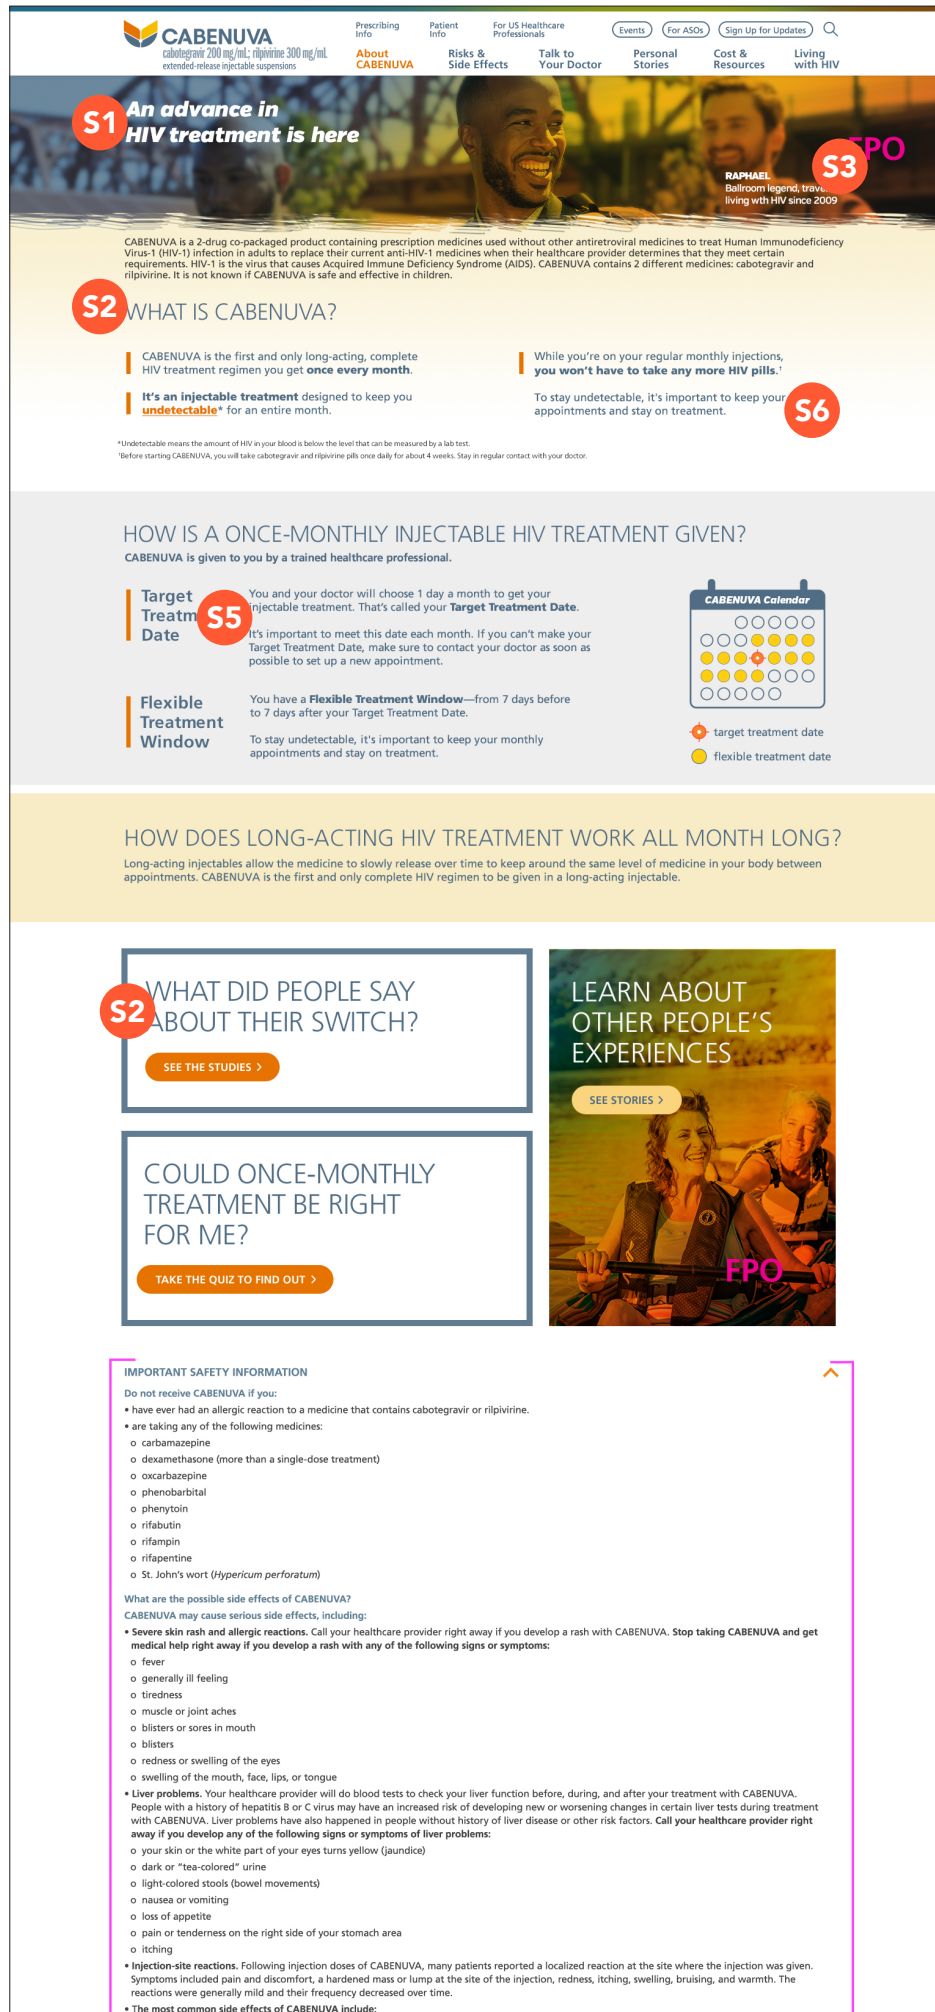 CABENUVA
cabotegravir 200 mg/mL; rilpivirine 300 mg/mL
extended-release injectable suspensions
Prescribing Info
Patient Info
For US Healthcare Professionals
Events
For ASOs
Sign Up for Updates
About CABENUVA
Risks & Side Effects
Talk to Your Doctor
Personal Stories
Cost & Resources
Living with HIV
S1
An advance in
HIV treatment is here
FPO
S3
RAPHAEL
Ballroom legend, trave
living wth HIV since 2009
CABENUVA is a 2-drug co-packaged product containing prescription medicines used without other antiretroviral medicines to treat Human Immunodeficiency
Virus-1 (HIV-1) infection in adults to replace their current anti-HIV-1 medicines when their healthcare provider determines that they meet certain
requirements. HIV-1 is the virus that causes Acquired Immune Deficiency Syndrome (AIDS). CABENUVA contains 2 different medicines: cabotegravir and
rilpivirine. It is not known if CABENUVA is safe and effective in children.
S2
WHAT IS CABENUVA?
CABENUVA is the first and only long-acting, complete
HIV treatment regimen you get once every month.
It's an injectable treatment designed to keep you
undetectable* for an entire month.
While you're on your regular monthly injections,
you won't have to take any more HIV pills.†
To stay undetectable, it's important to keep your
appointments and stay on treatment.
S6
*Undetectable means the amount of HIV in your blood is below the level that can be measured by a lab test.
†Before starting CABENUVA, you will take cabotegravir and rilpivirine pills once daily for about 4 weeks. Stay in regular contact with your doctor.
HOW IS A ONCE-MONTHLY INJECTABLE HIV TREATMENT GIVEN?
CABENUVA is given to you by a trained healthcare professional.
Target
Treatm
Date
S5
You and your doctor will choose 1 day a month to get your
injectable treatment. That's called your Target Treatment Date.
It's important to meet this date each month. If you can't make your
Target Treatment Date, make sure to contact your doctor as soon as
possible to set up a new appointment.
Flexible
Treatment
Window
You have a Flexible Treatment Window—from 7 days before
to 7 days after your Target Treatment Date.
To stay undetectable, it's important to keep your monthly
appointments and stay on treatment.
CABENUVA Calendar
target treatment date
flexible treatment date
HOW DOES LONG-ACTING HIV TREATMENT WORK ALL MONTH LONG?
Long-acting injectables allow the medicine to slowly release over time to keep around the same level of medicine in your body between
appointments. CABENUVA is the first and only complete HIV regimen to be given in a long-acting injectable.
S2
WHAT DID PEOPLE SAY
ABOUT THEIR SWITCH?
SEE THE STUDIES >
COULD ONCE-MONTHLY
TREATMENT BE RIGHT
FOR ME?
TAKE THE QUIZ TO FIND OUT >
LEARN ABOUT
OTHER PEOPLE'S
EXPERIENCES
SEE STORIES >
FPO
IMPORTANT SAFETY INFORMATION
Do not receive CABENUVA if you:
• have ever had an allergic reaction to a medicine that contains cabotegravir or rilpivirine.
• are taking any of the following medicines:
o carbamazepine
o dexamethasone (more than a single-dose treatment)
o oxcarbazepine
o phenobarbital
o phenytoin
o rifabutin
o rifampin
o rifapentine
o St. John's wort (Hypericum perforatum)
What are the possible side effects of CABENUVA?
CABENUVA may cause serious side effects, including:
• Severe skin rash and allergic reactions. Call your healthcare provider right away if you develop a rash with CABENUVA. Stop taking CABENUVA and get
medical help right away if you develop a rash with any of the following signs or symptoms:
o fever
o generally ill feeling
o tiredness
o muscle or joint aches
o blisters or sores in mouth
o blisters
o redness or swelling of the eyes
o swelling of the mouth, face, lips, or tongue
• Liver problems. Your healthcare provider will do blood tests to check your liver function before, during, and after your treatment with CABENUVA.
People with a history of hepatitis B or C virus may have an increased risk of developing new or worsening changes in certain liver tests during treatment
with CABENUVA. Liver problems have also happened in people without history of liver disease or other risk factors. Call your healthcare provider right
away if you develop any of the following signs or symptoms of liver problems:
o your skin or the white part of your eyes turns yellow (jaundice)
o dark or "tea-colored" urine
o light-colored stools (bowel movements)
o nausea or vomiting
o loss of appetite
o pain or tenderness on the right side of your stomach area
o itching
• Injection-site reactions. Following injection doses of CABENUVA, many patients reported a localized reaction at the site where the injection was given.
Symptoms included pain and discomfort, a hardened mass or lump at the site of the injection, redness, itching, swelling, bruising, and warmth. The
reactions were generally mild and their frequency decreased over time.
• The most common side effects of CABENUVA include: